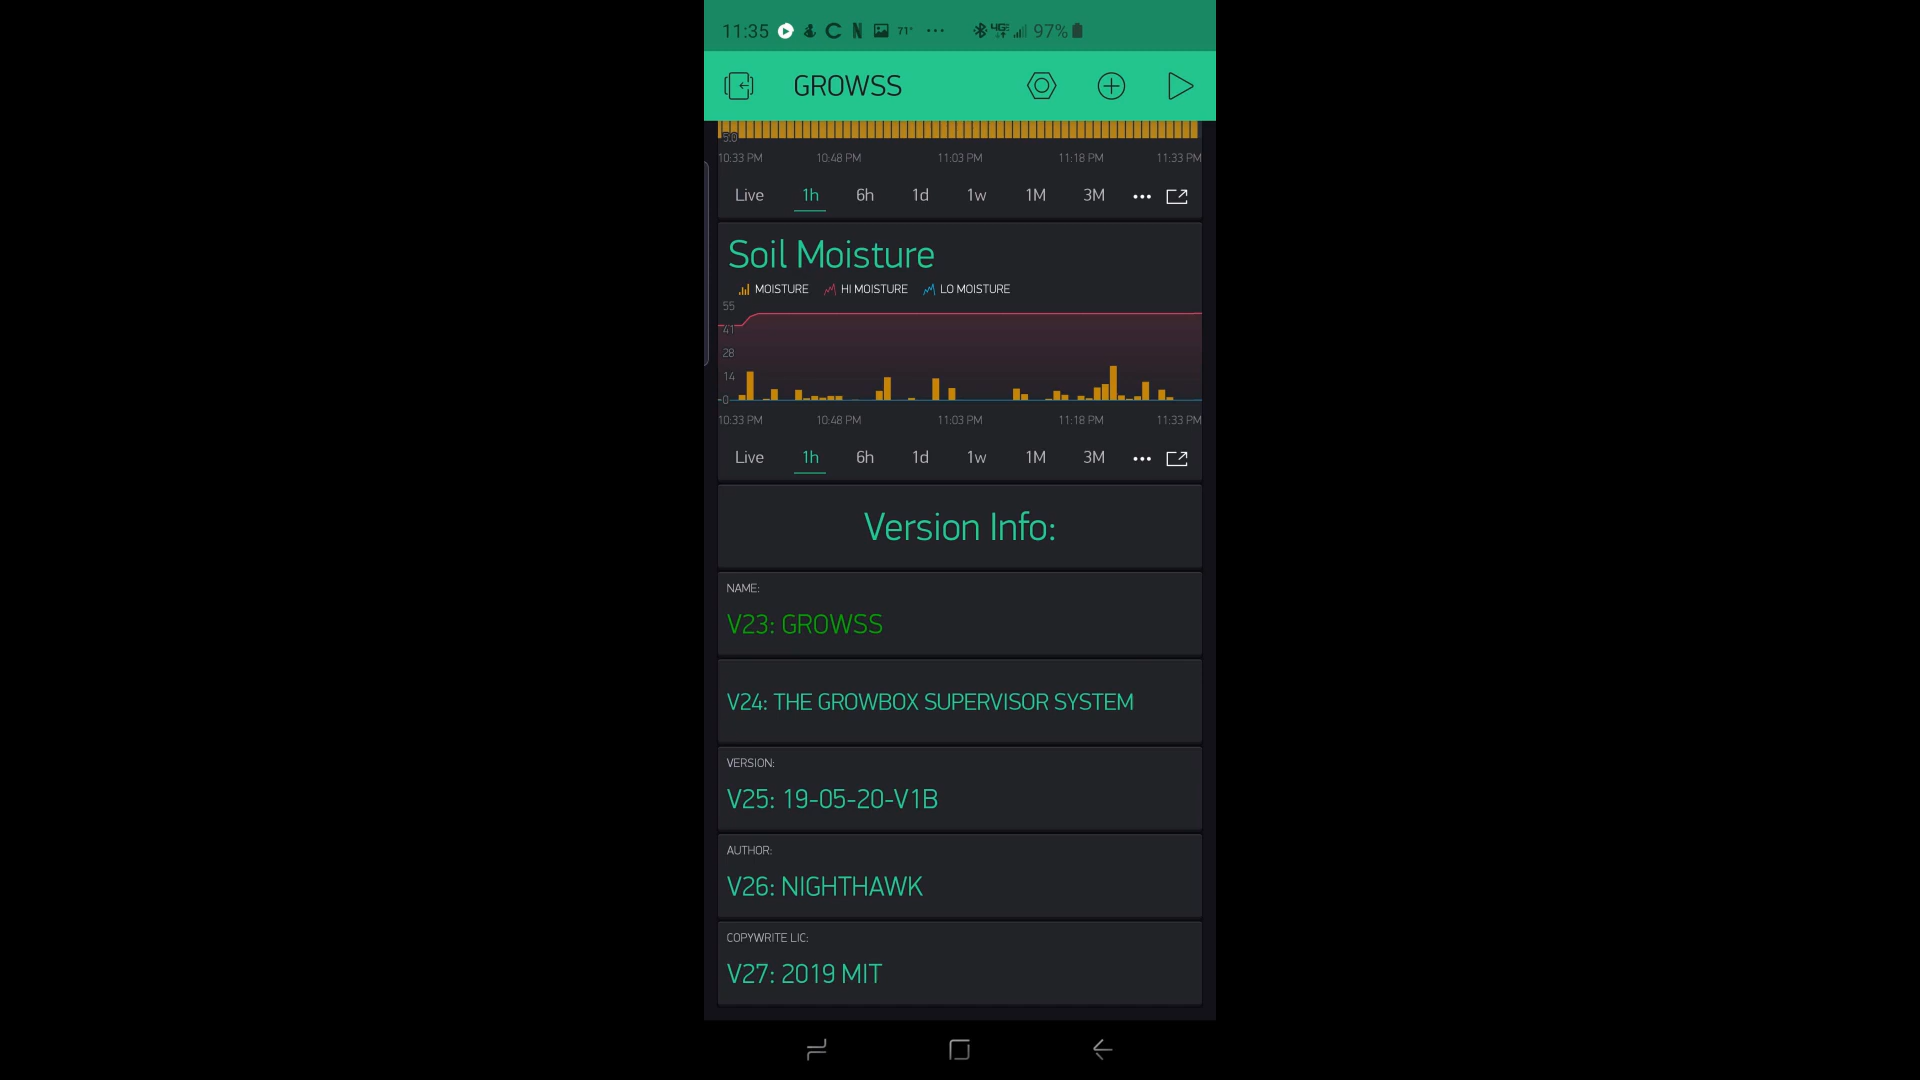 11:35 71° 4GE 97%
GROWSS
5.0
10:33 PM 10:48 PM 11:03 PM 11:18 PM 11:33 PM
Live 1h 6h 1d 1w 1M 3M
Soil Moisture
MOISTURE HI MOISTURE LO MOISTURE
55
41
28
14
0
10:33 PM 10:48 PM 11:03 PM 11:18 PM 11:33 PM
Live 1h 6h 1d 1w 1M 3M
Version Info:
NAME:
V23: GROWSS
V24: THE GROWBOX SUPERVISOR SYSTEM
VERSION:
V25: 19-05-20-V1B
AUTHOR:
V26: NIGHTHAWK
COPYWRITE LIC:
V27: 2019 MIT